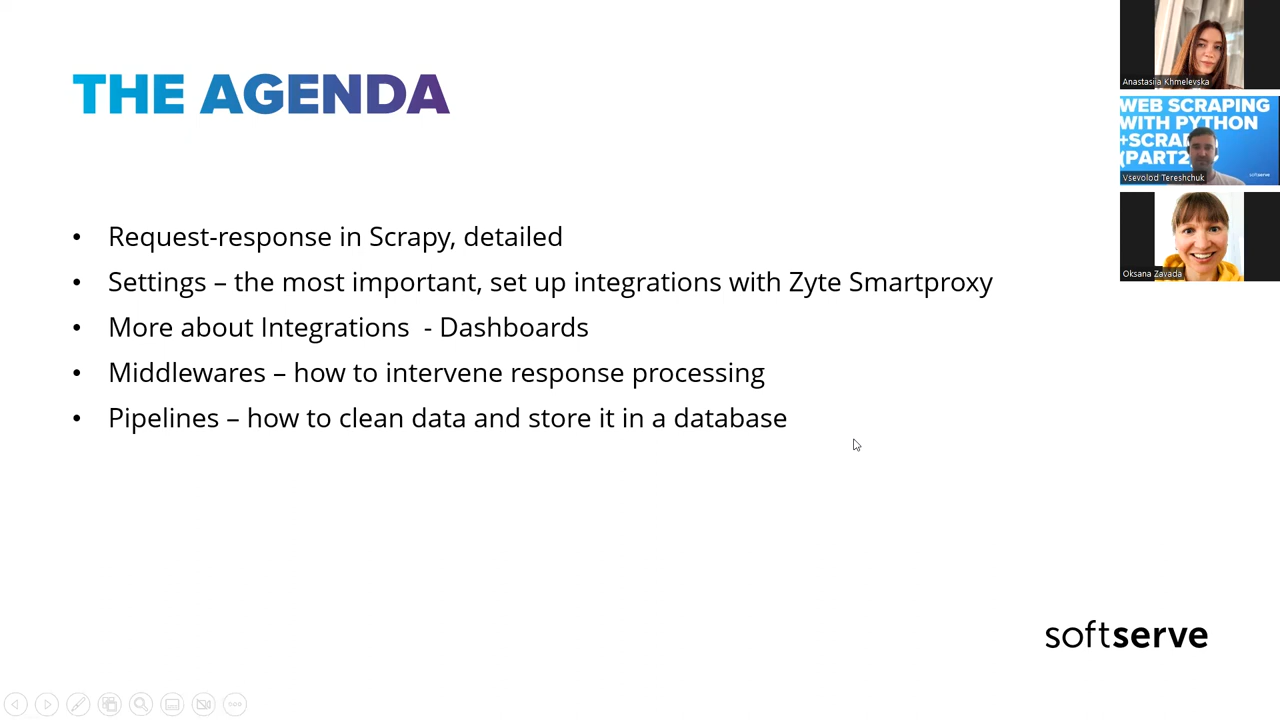 THE AGENDA
• Request-response in Scrapy, detailed
• Settings – the most important, set up integrations with Zyte Smartproxy
• More about Integrations  - Dashboards
• Middlewares – how to intervene response processing
• Pipelines – how to clean data and store it in a database
softserve
Anastasiia Khmelevska
WEB SCRAPING
WITH PYTHON
+SCRAP
(PART2
softserve
Vsevolod Tereshchuk
Oksana Zavada